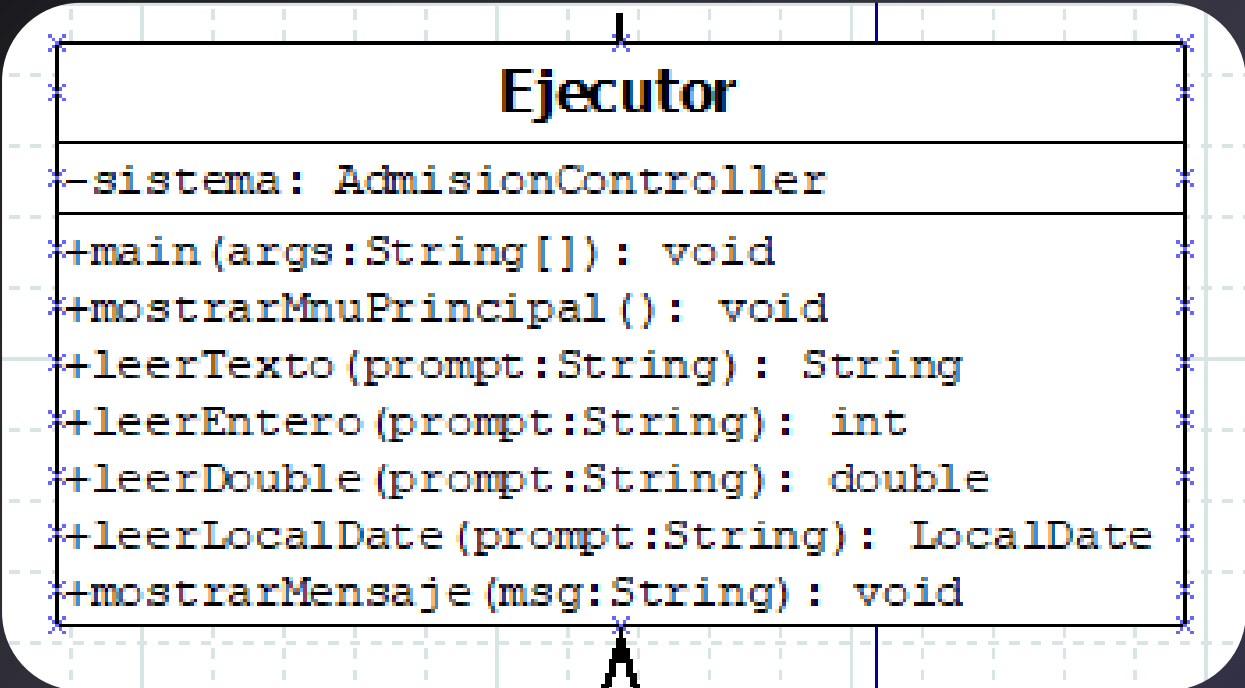 Ejecutor
-sistema: AdmisionController
+main(args:String[]): void
+mostrarMnuPrincipal(): void
+leerTexto(prompt:String): String
+leerEntero(prompt:String): int
+leerDouble(prompt:String): double
+leerLocalDate(prompt:String): LocalDate
+mostrarMensaje(msg:String): void